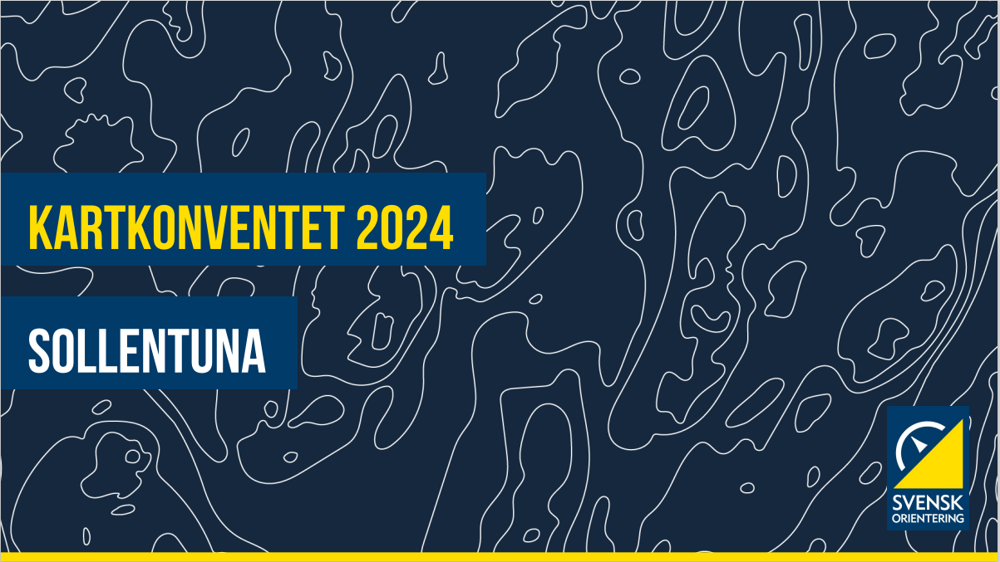 KARTKONVENTET 2024
SOLLENTUNA
SVENSK
ORIENTERING